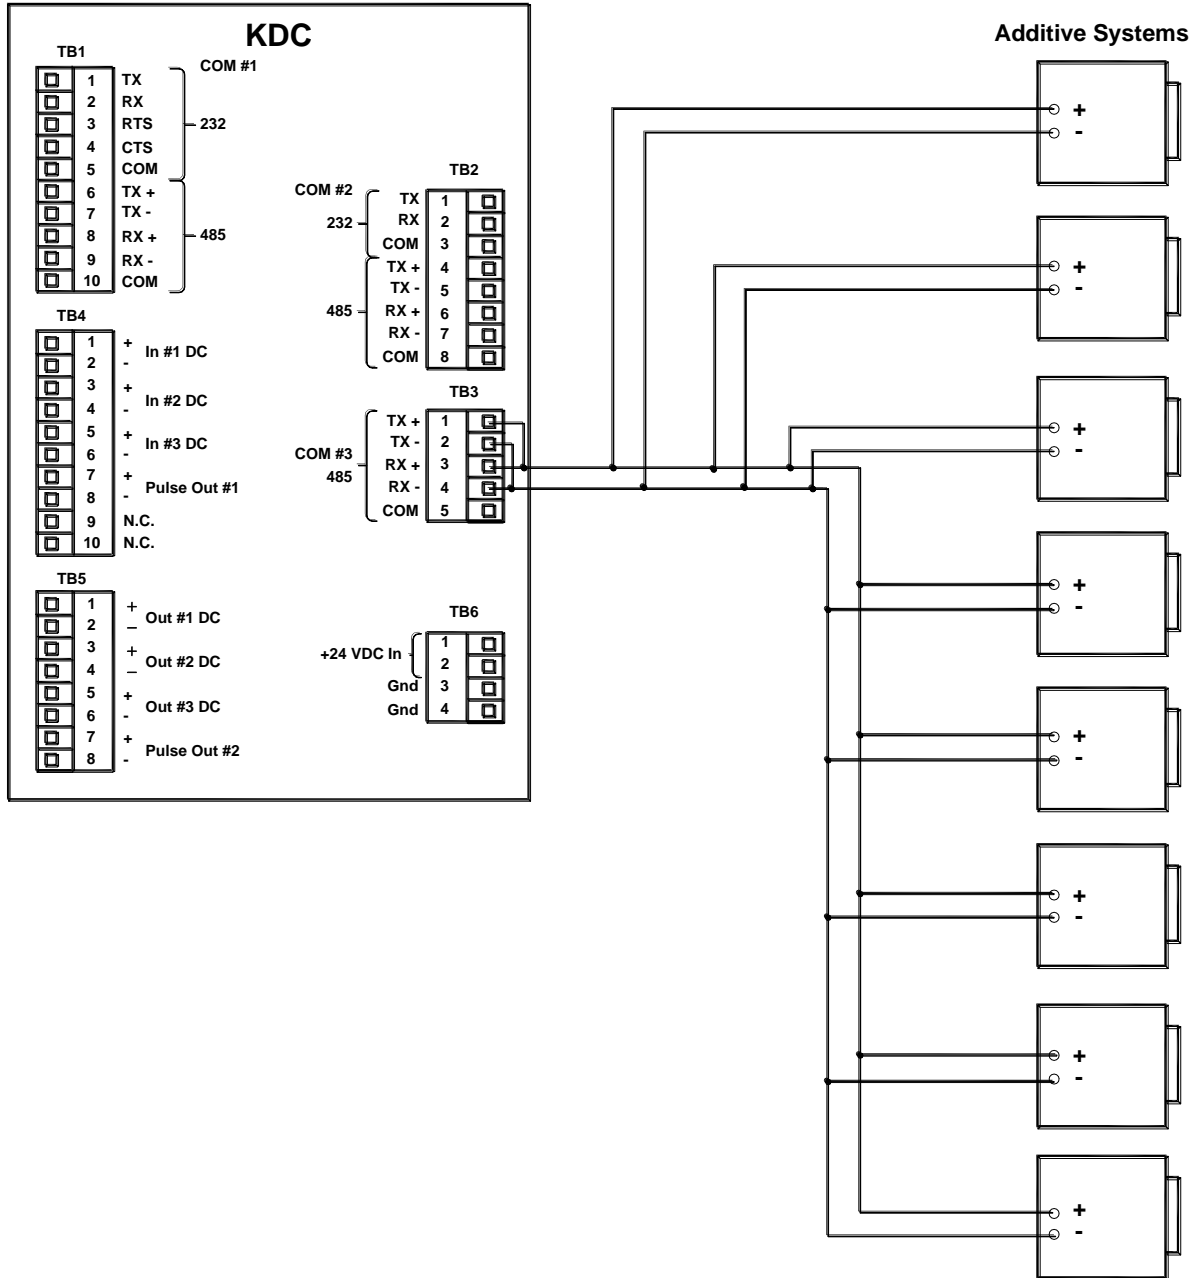 KDC
Additive Systems
TB1
COM #1
1 TX
2 RX
3 RTS
4 CTS
5 COM
232
6 TX +
7 TX -
8 RX +
9 RX -
10 COM
485
TB2
COM #2
TX 1
RX 2
COM 3
232
TX + 4
TX - 5
RX + 6
RX - 7
COM 8
485
TB4
1 +
2 -
In #1 DC
3 +
4 -
In #2 DC
5 +
6 -
In #3 DC
7 +
8 -
Pulse Out #1
9 N.C.
10 N.C.
TB3
COM #3
485
TX + 1
TX - 2
RX + 3
RX - 4
COM 5
TB5
1 +
2 –
Out #1 DC
3 +
4 –
Out #2 DC
5 +
6 -
Out #3 DC
7 +
8 -
Pulse Out #2
TB6
+24 VDC In
1
2
Gnd 3
Gnd 4
+
-
+
-
+
-
+
-
+
-
+
-
+
-
+
-